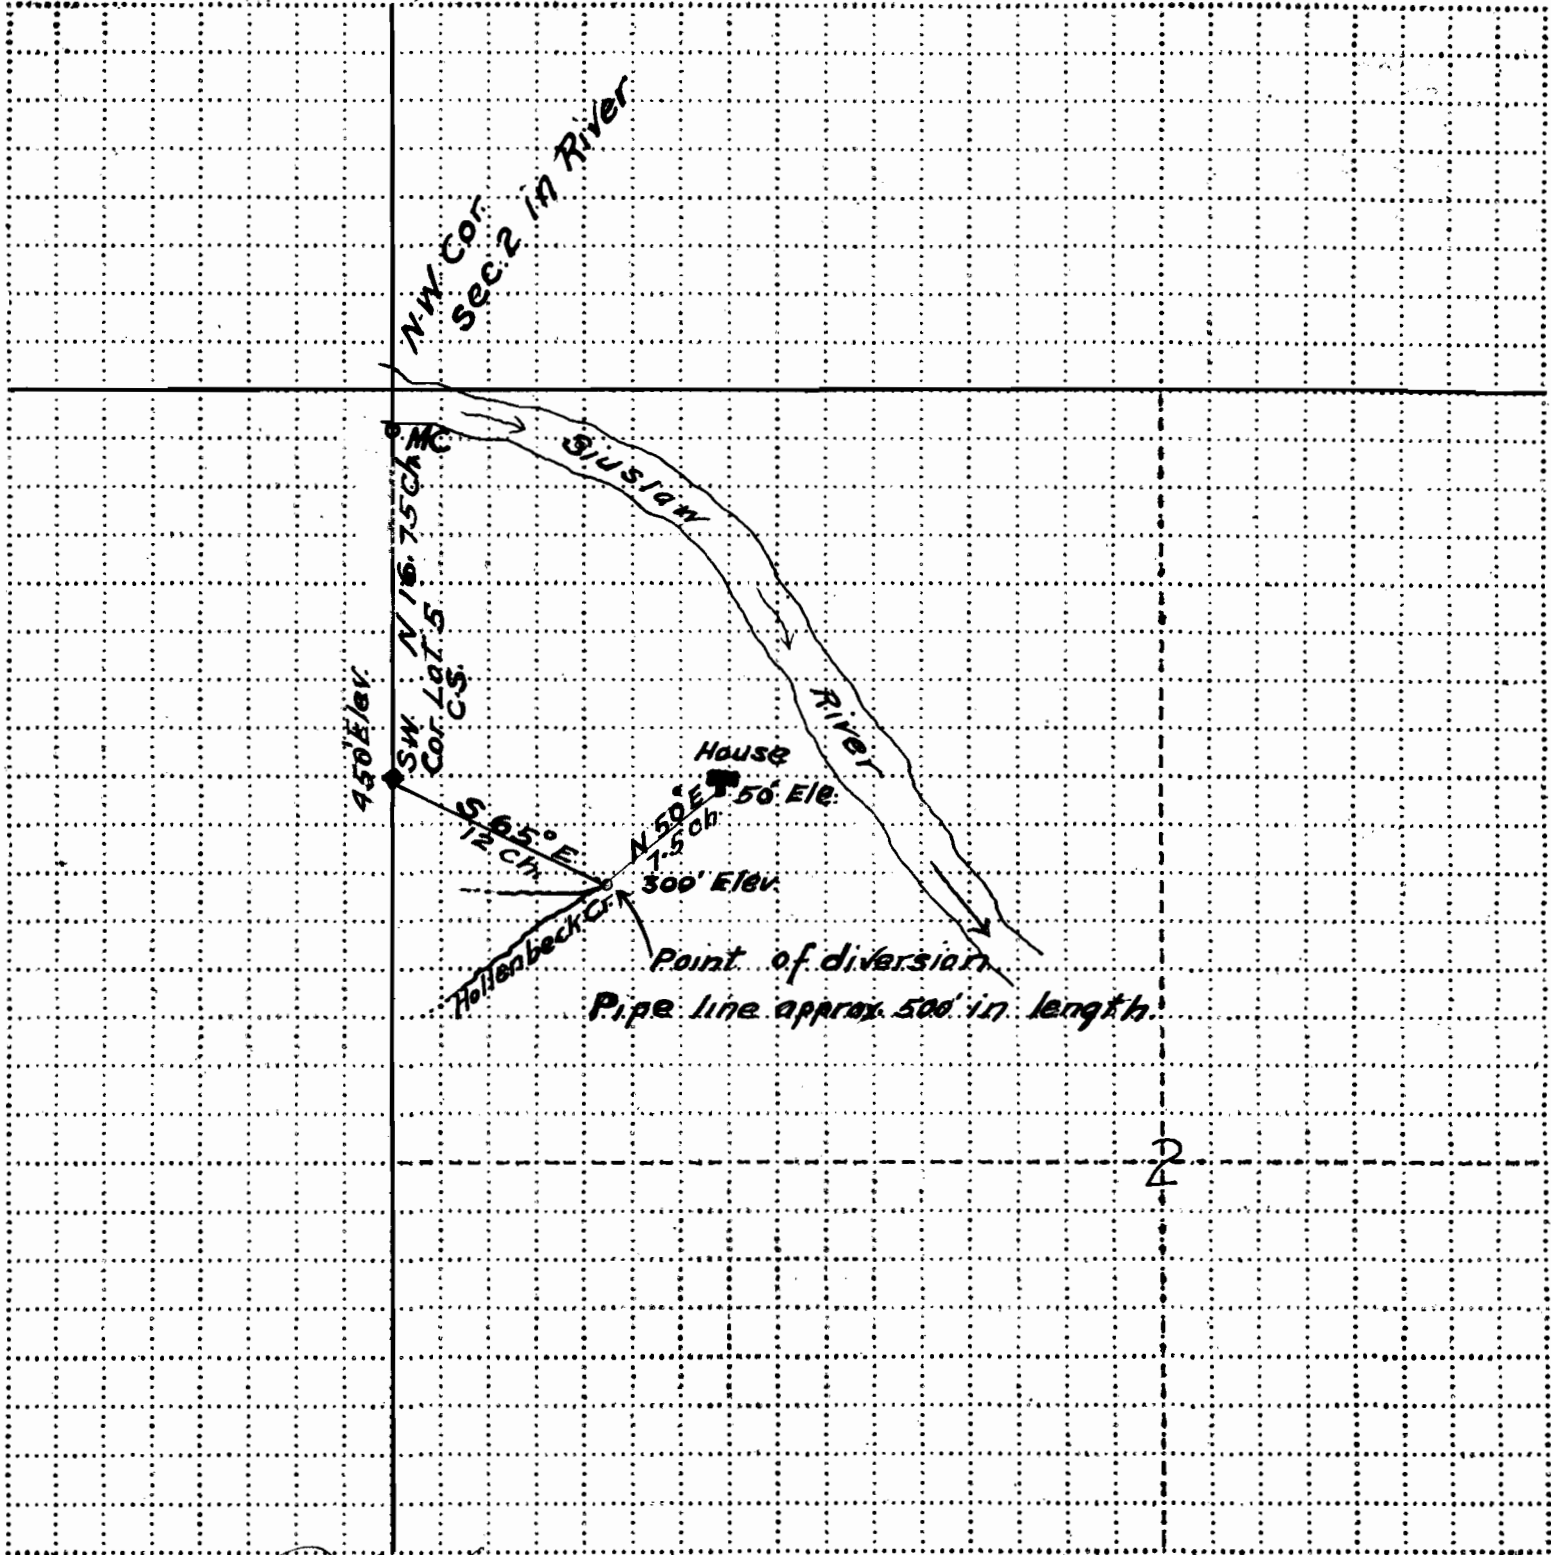 N.W. Cor.
Sec. 2 in River
MC
N 16.75 Ch.
Siuslaw
River
SW
Cor. Lot. 5
C.S.
450' Elev.
House
50' Ele.
S. 65° E.
12 Ch.
N 50° E
7.5 Ch
300' Elev.
Hollenbeck Cr.
Point of diversion
Pipe line approx. 500' in length.
2